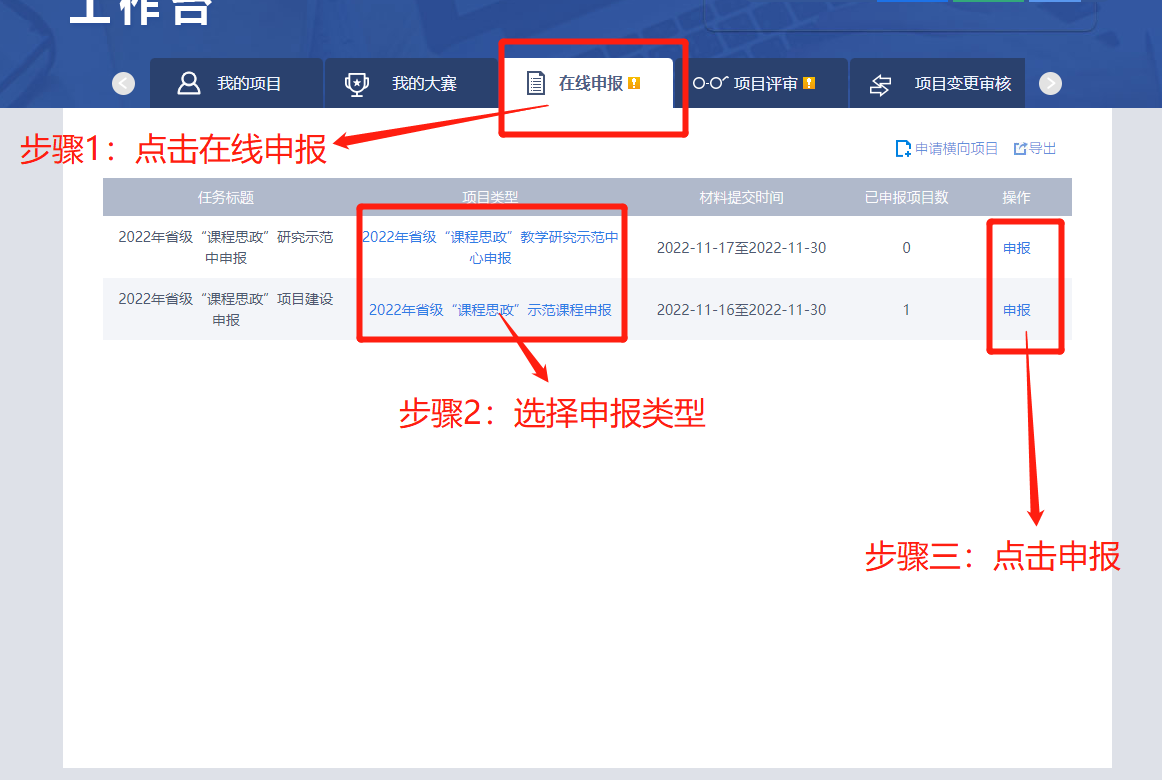 工作台
我的项目
我的大赛
在线申报
项目评审
项目变更审核
步骤1：点击在线申报
申请横向项目
导出
任务标题
项目类型
材料提交时间
已申报项目数
操作
2022年省级“课程思政”研究示范
中申报
2022年省级“课程思政”教学研究示范中
心申报
2022-11-17至2022-11-30
0
申报
2022年省级“课程思政”项目建设
申报
2022年省级“课程思政”示范课程申报
2022-11-16至2022-11-30
1
申报
步骤2：选择申报类型
步骤三：点击申报